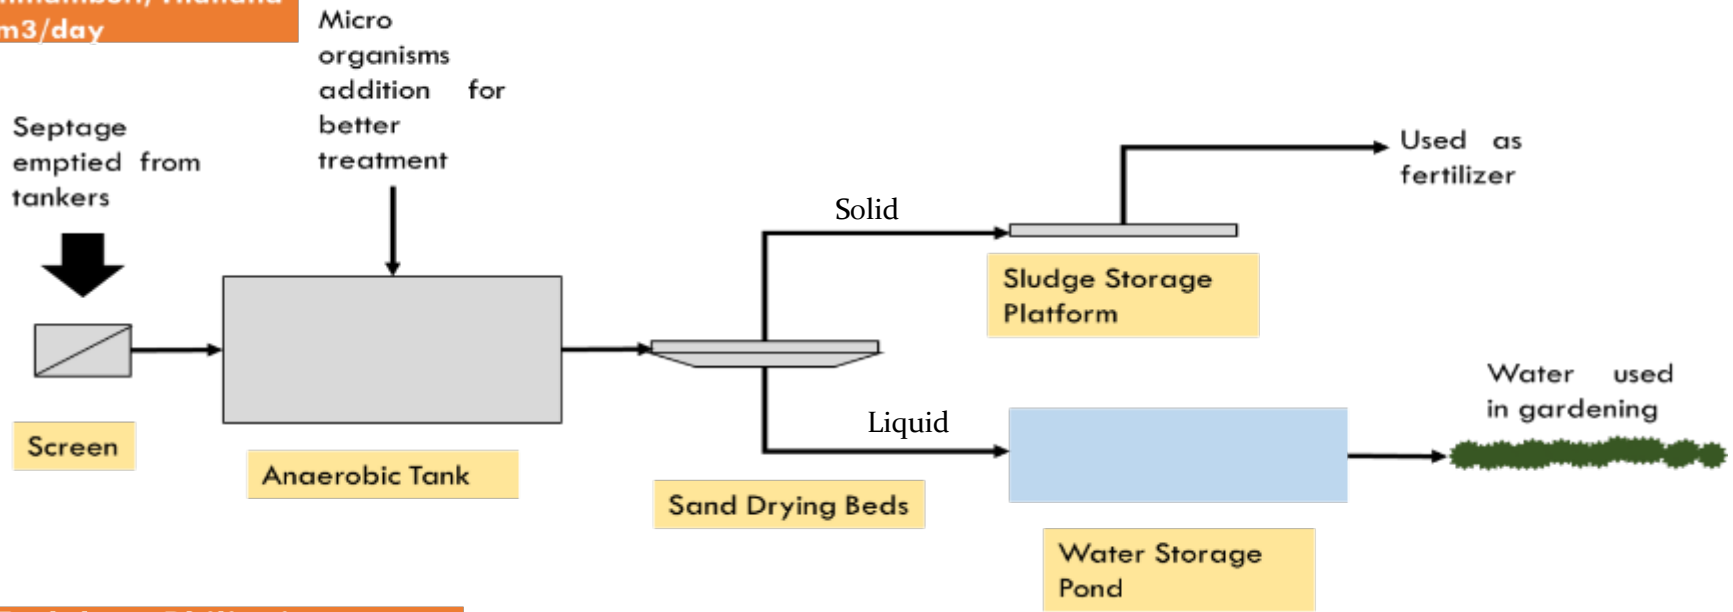 m3/day
Micro
organisms
addition for
better
treatment
Septage
emptied from
tankers
Used as
fertilizer
Solid
Sludge Storage
Platform
Water used
in gardening
Liquid
Screen
Anaerobic Tank
Sand Drying Beds
Water Storage
Pond